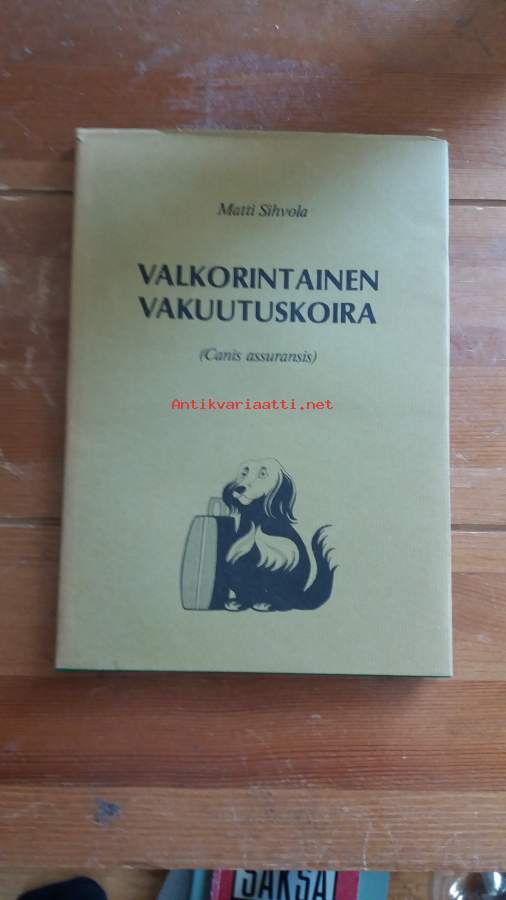 Matti Sihvola
VALKORINTAINEN
VAKUUTUSKOIRA
(Canis assuransis)
Antikvariaatti.net
SAKSA